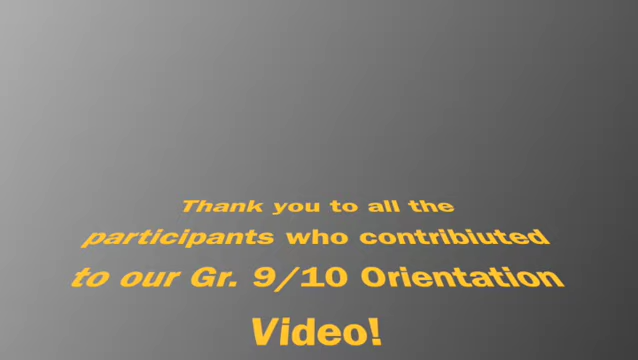 Thank you to all the
participants who contribiuted
to our Gr. 9/10 Orientation
Video!